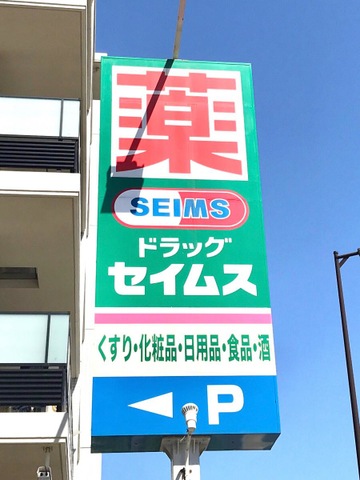 薬
SEIMS
ドラッグ
セイムス
くすり・化粧品・日用品・食品・酒
◀ P